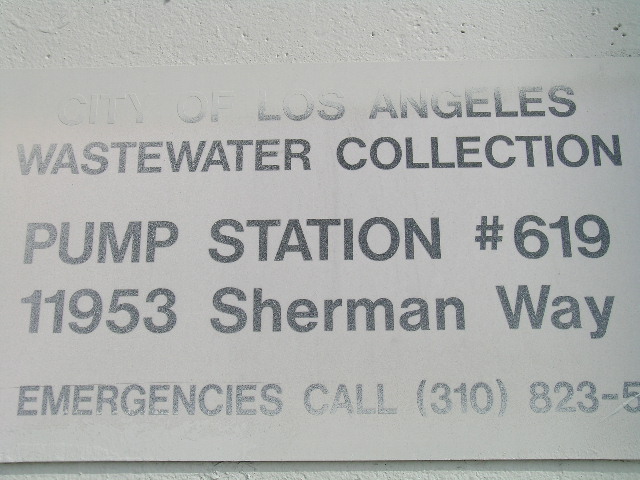 CITY OF LOS ANGELES
WASTEWATER COLLECTION
PUMP STATION #619
11953 Sherman Way
EMERGENCIES CALL (310) 823-5